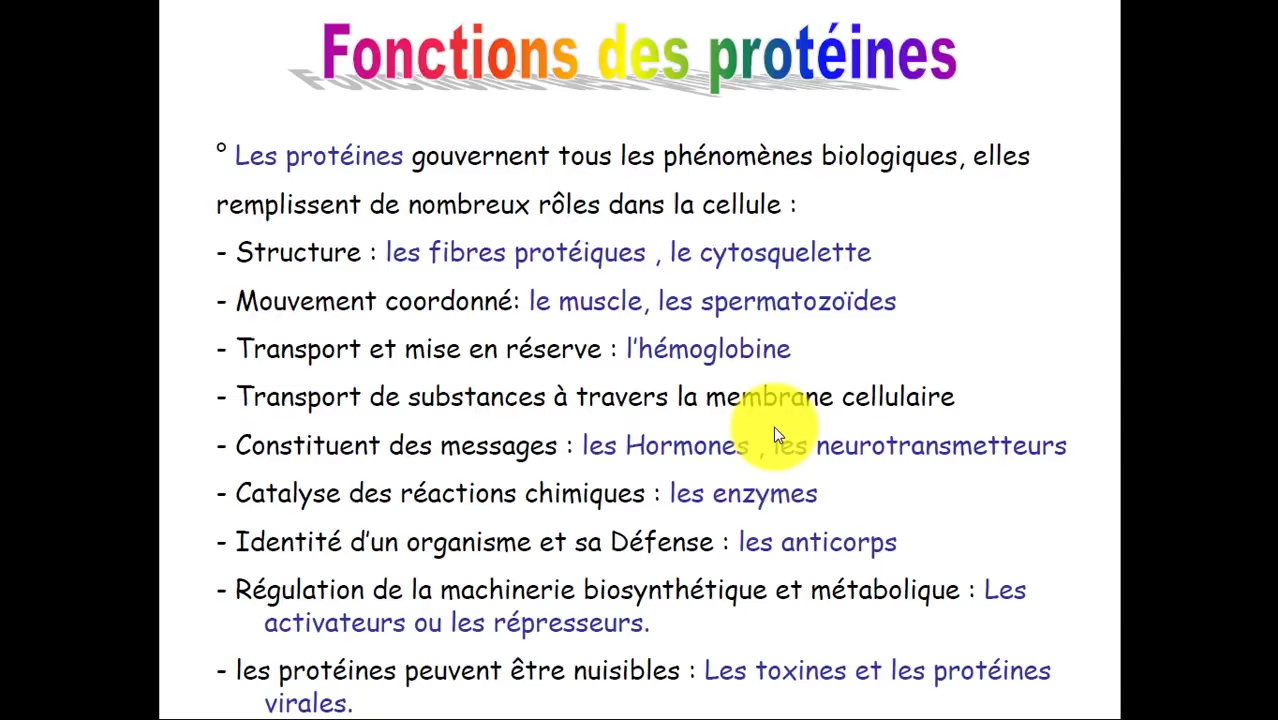 Fonctions des protéines
° Les protéines gouvernent tous les phénomènes biologiques, elles
remplissent de nombreux rôles dans la cellule :
- Structure : les fibres protéiques , le cytosquelette
- Mouvement coordonné: le muscle, les spermatozoïdes
- Transport et mise en réserve : l'hémoglobine
- Transport de substances à travers la membrane cellulaire
- Constituent des messages : les Hormones , les neurotransmetteurs
- Catalyse des réactions chimiques : les enzymes
- Identité d'un organisme et sa Défense : les anticorps
- Régulation de la machinerie biosynthétique et métabolique : Les
activateurs ou les répresseurs.
- les protéines peuvent être nuisibles : Les toxines et les protéines
virales.